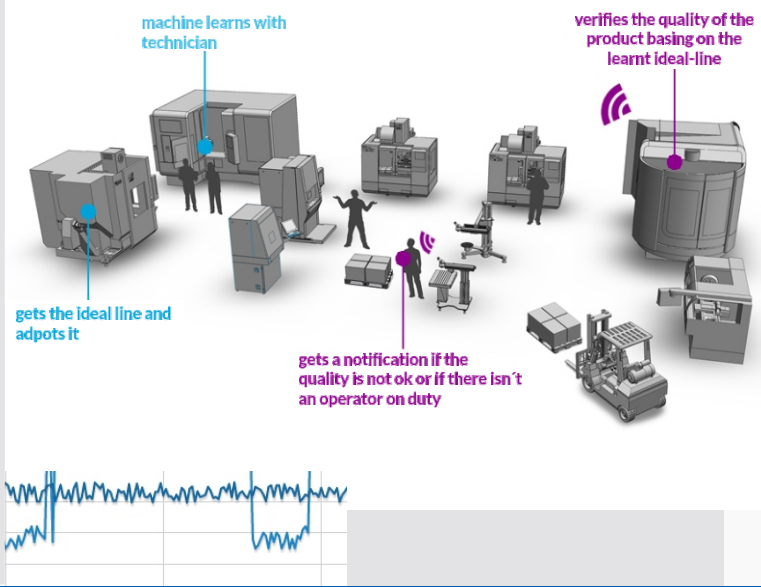 machine learns with
technician
verifies the quality of the
product basing on the
learnt ideal-line
gets the ideal line and
adpots it
gets a notification if the
quality is not ok or if there isn´t
an operator on duty